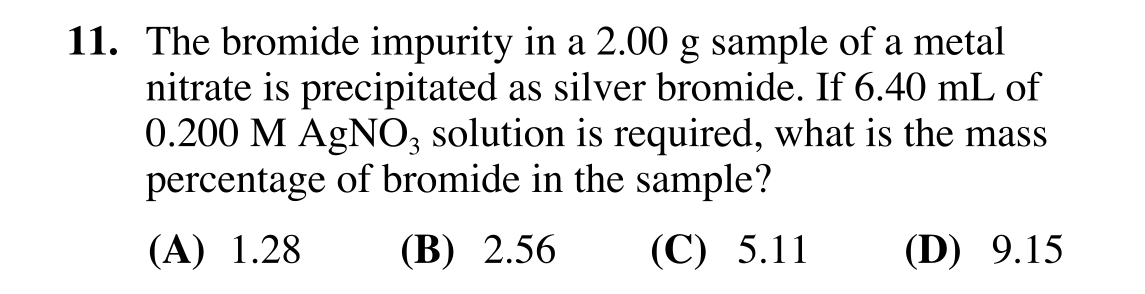 11. The bromide impurity in a 2.00 g sample of a metal
nitrate is precipitated as silver bromide. If 6.40 mL of
0.200 M AgNO₃ solution is required, what is the mass
percentage of bromide in the sample?
(A) 1.28 (B) 2.56 (C) 5.11 (D) 9.15